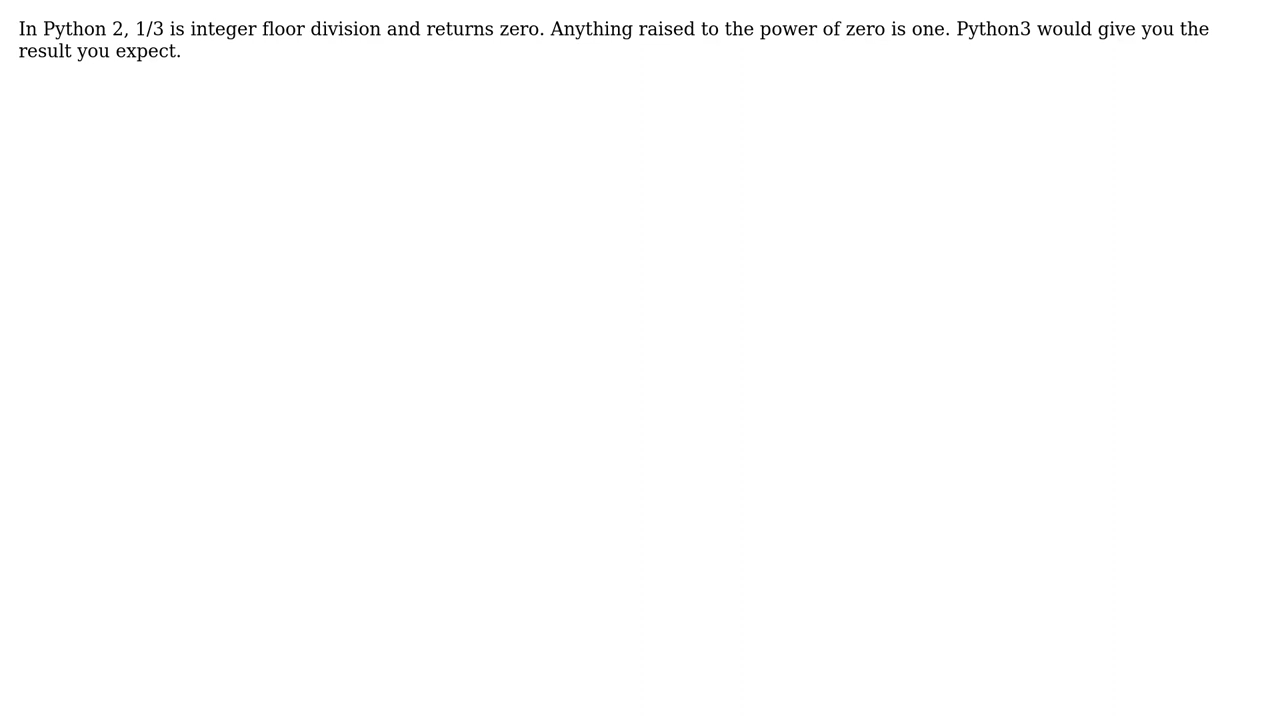 In Python 2, 1/3 is integer floor division and returns zero. Anything raised to the power of zero is one. Python3 would give you the
result you expect.